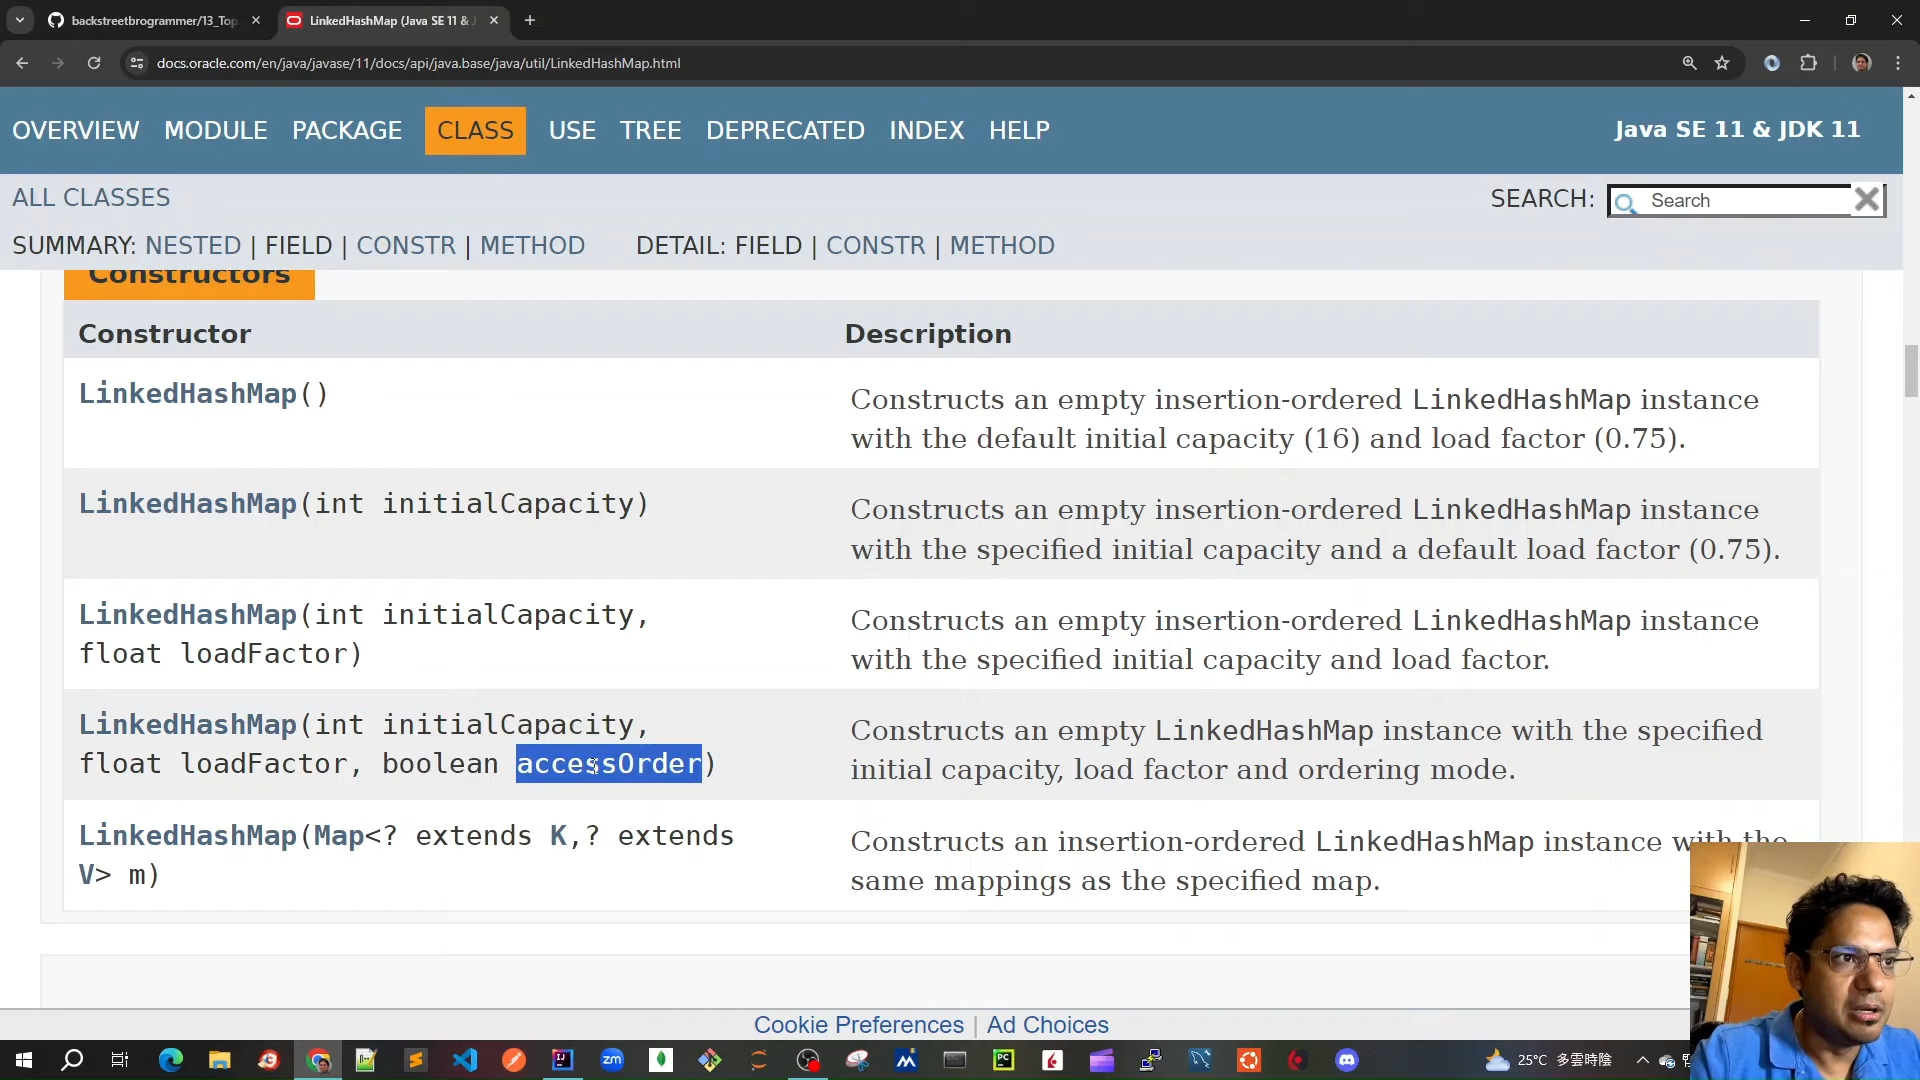 backstreetbrogrammer/13_Top
LinkedHashMap (Java SE 11 & J
docs.oracle.com/en/java/javase/11/docs/api/java.base/java/util/LinkedHashMap.html
OVERVIEW MODULE PACKAGE CLASS USE TREE DEPRECATED INDEX HELP
Java SE 11 & JDK 11
ALL CLASSES
SEARCH: Search
SUMMARY: NESTED | FIELD | CONSTR | METHOD DETAIL: FIELD | CONSTR | METHOD
Constructors
Constructor Description
LinkedHashMap()
Constructs an empty insertion-ordered LinkedHashMap instance
with the default initial capacity (16) and load factor (0.75).
LinkedHashMap(int initialCapacity)
Constructs an empty insertion-ordered LinkedHashMap instance
with the specified initial capacity and a default load factor (0.75).
LinkedHashMap(int initialCapacity,
float loadFactor)
Constructs an empty insertion-ordered LinkedHashMap instance
with the specified initial capacity and load factor.
LinkedHashMap(int initialCapacity,
float loadFactor, boolean accessOrder)
Constructs an empty LinkedHashMap instance with the specified
initial capacity, load factor and ordering mode.
LinkedHashMap(Map<? extends K,? extends
V> m)
Constructs an insertion-ordered LinkedHashMap instance with the
same mappings as the specified map.
Cookie Preferences | Ad Choices
zm
PC
25°C 多雲時陰